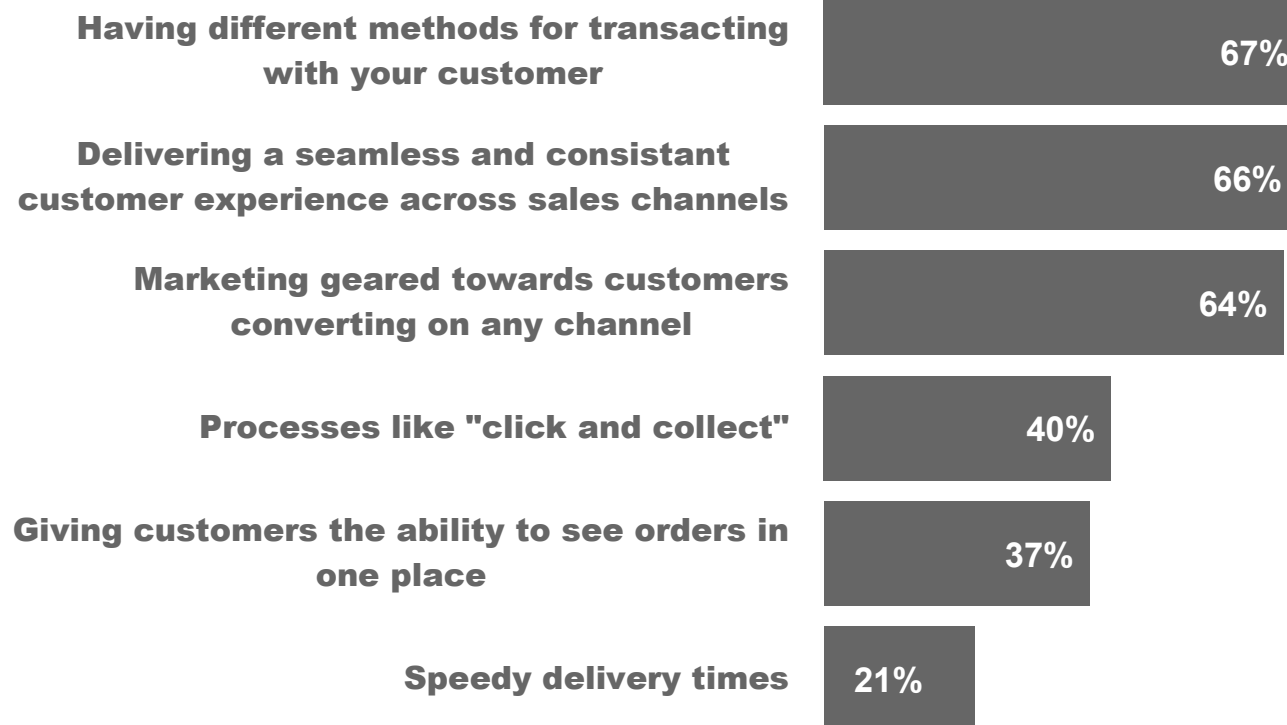 Having different methods for transacting
with your customer
67%
Delivering a seamless and consistant
customer experience across sales channels
66%
Marketing geared towards customers
converting on any channel
64%
Processes like "click and collect"
40%
Giving customers the ability to see orders in
one place
37%
Speedy delivery times
21%